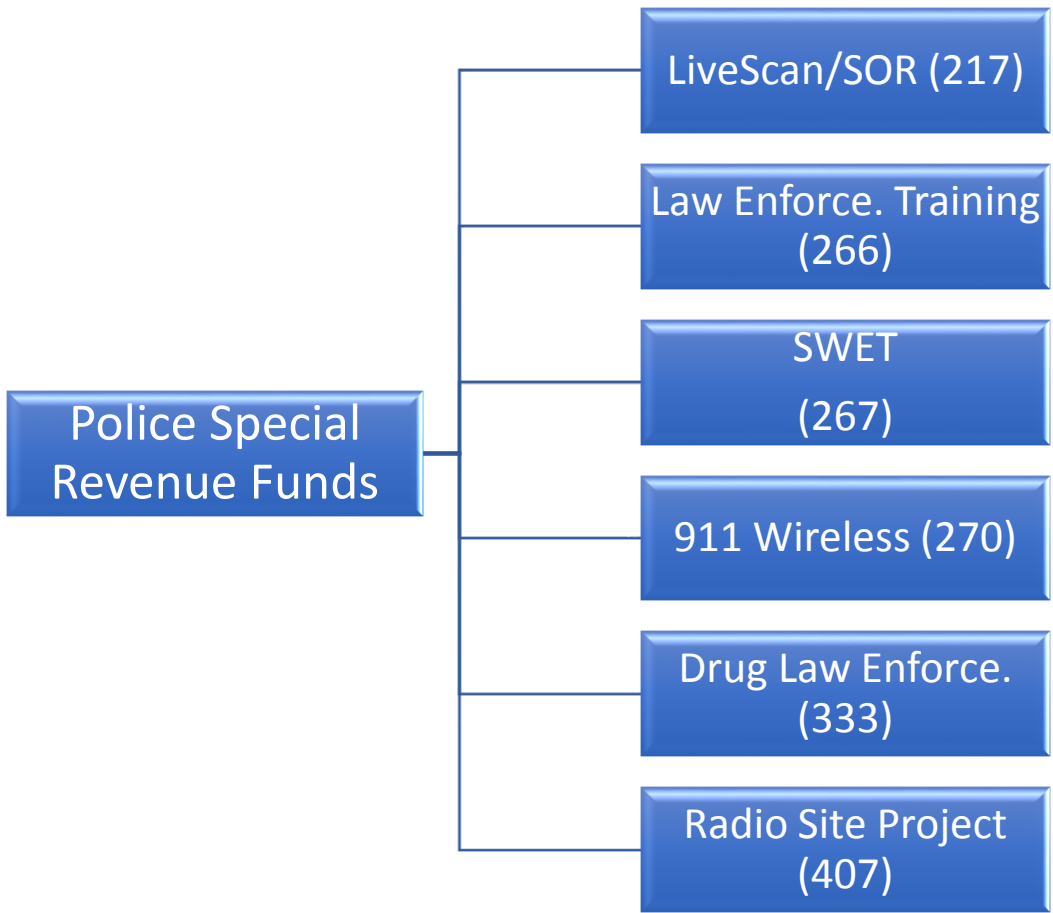 LiveScan/SOR (217)
Law Enforce. Training
(266)
SWET
(267)
Police Special
Revenue Funds
911 Wireless (270)
Drug Law Enforce.
(333)
Radio Site Project
(407)